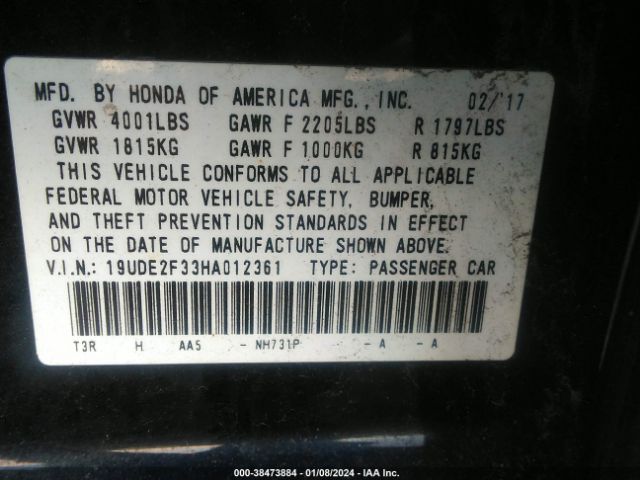 MFD. BY HONDA OF AMERICA MFG., INC. 02/'17
GVWR 4001LBS GAWR F 2205LBS R 1797LBS
GVWR 1815KG GAWR F 1000KG R 815KG
THIS VEHICLE CONFORMS TO ALL APPLICABLE
FEDERAL MOTOR VEHICLE SAFETY, BUMPER,
AND THEFT PREVENTION STANDARDS IN EFFECT
ON THE DATE OF MANUFACTURE SHOWN ABOVE.
V.I.N.: 19UDE2F33HA012361 TYPE: PASSENGER CAR
T3R H AA5 - NH731P - A - A
000-38473884 - 01/08/2024 - IAA Inc.